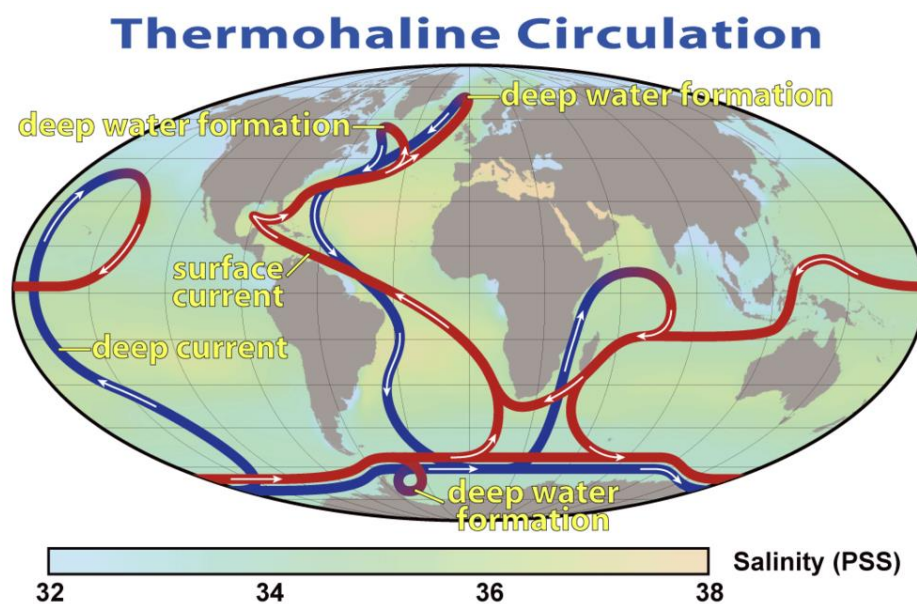 Thermohaline Circulation
deep water formation
deep water formation
surface
current
deep current
deep water
formation
Salinity (PSS)
32 34 36 38